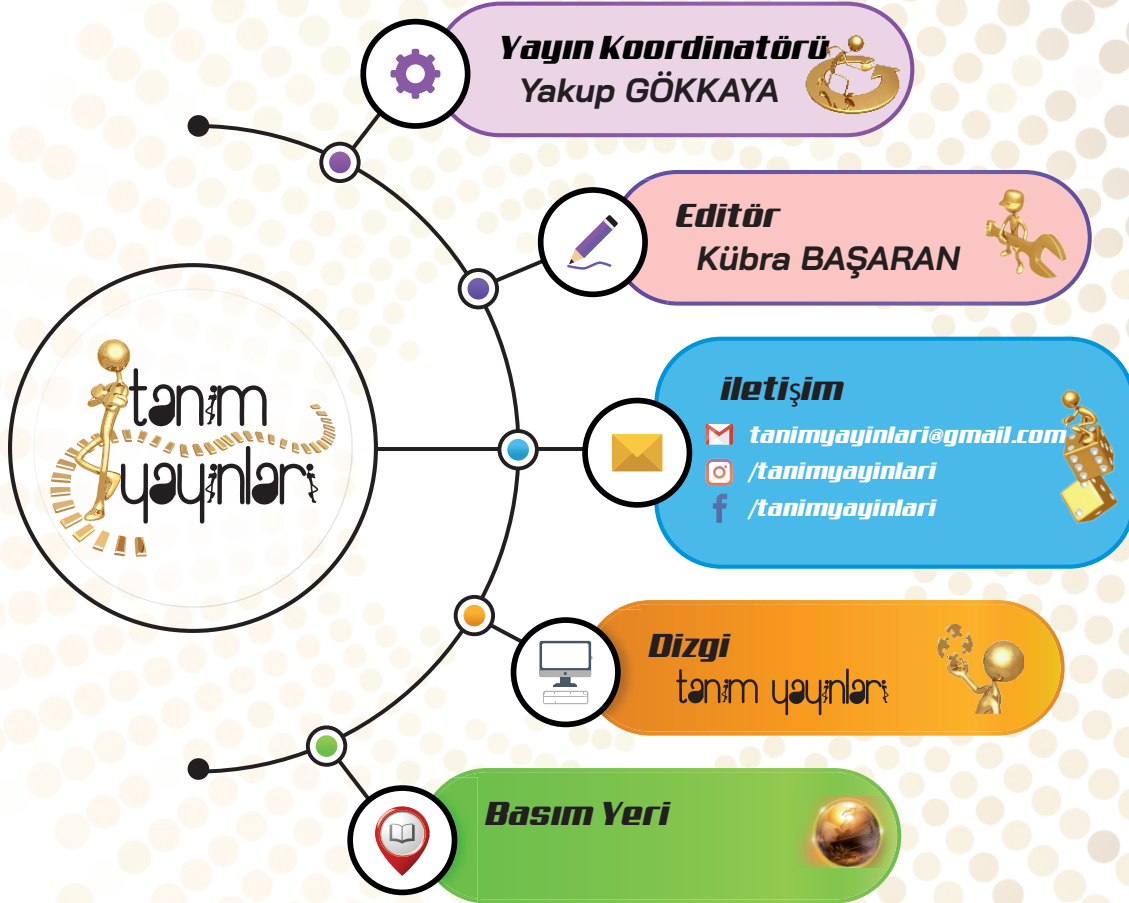 Yayın Koordinatörü
Yakup GÖKKAYA
Editör
Kübra BAŞARAN
tanım
yayınları
iletişim
tanimyayinlari@gmail.com
/tanimyayinlari
/tanimyayinlari
Dizgi
tanım yayınları
Basım Yeri